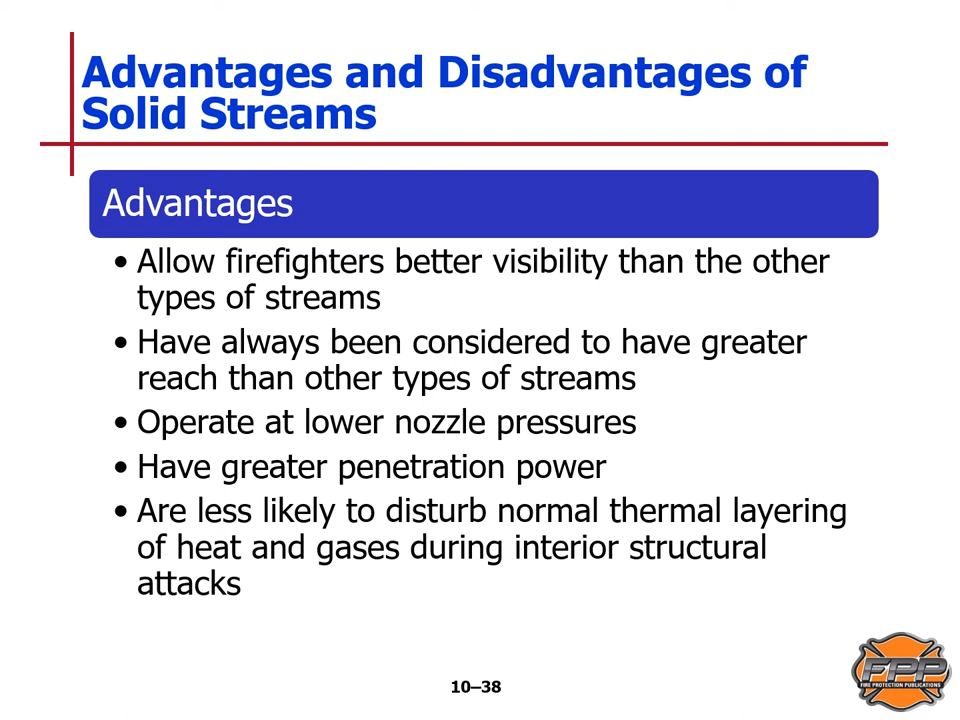 Advantages and Disadvantages of
Solid Streams
Advantages
• Allow firefighters better visibility than the other
types of streams
• Have always been considered to have greater
reach than other types of streams
• Operate at lower nozzle pressures
• Have greater penetration power
• Are less likely to disturb normal thermal layering
of heat and gases during interior structural
attacks
10–38
FPP
FIRE PROTECTION PUBLICATIONS